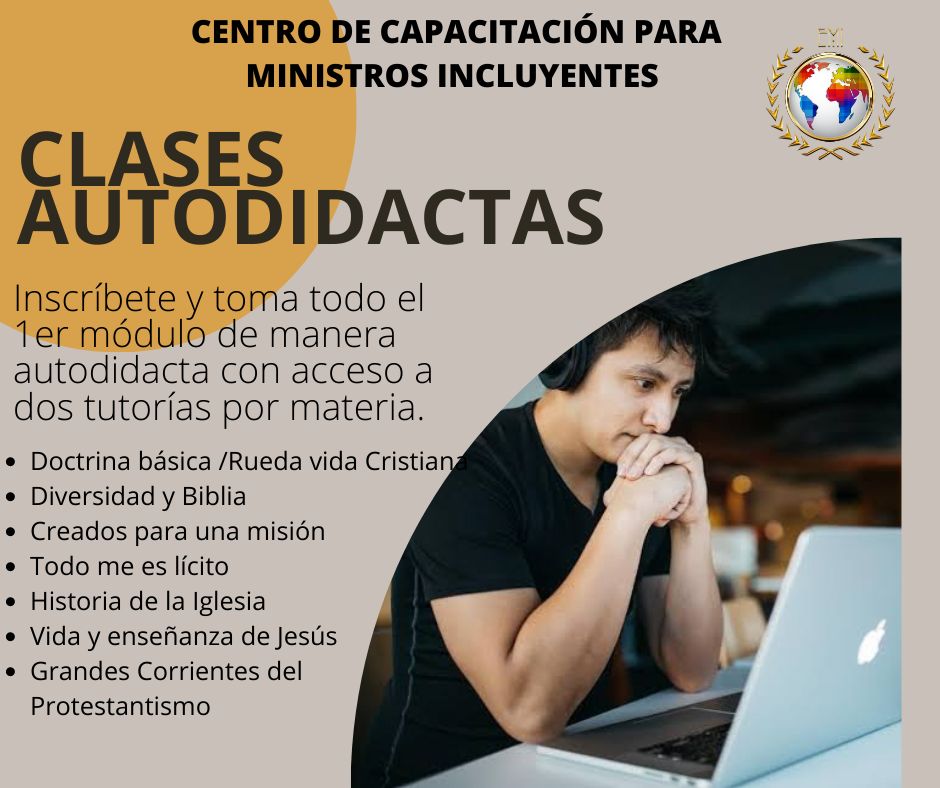 CENTRO DE CAPACITACIÓN PARA
MINISTROS INCLUYENTES
CLASES
AUTODIDACTAS
Inscríbete y toma todo el
1er módulo de manera
autodidacta con acceso a
dos tutorías por materia.
Doctrina básica /Rueda vida Cristiana
Diversidad y Biblia
Creados para una misión
Todo me es lícito
Historia de la Iglesia
Vida y enseñanza de Jesús
Grandes Corrientes del
Protestantismo